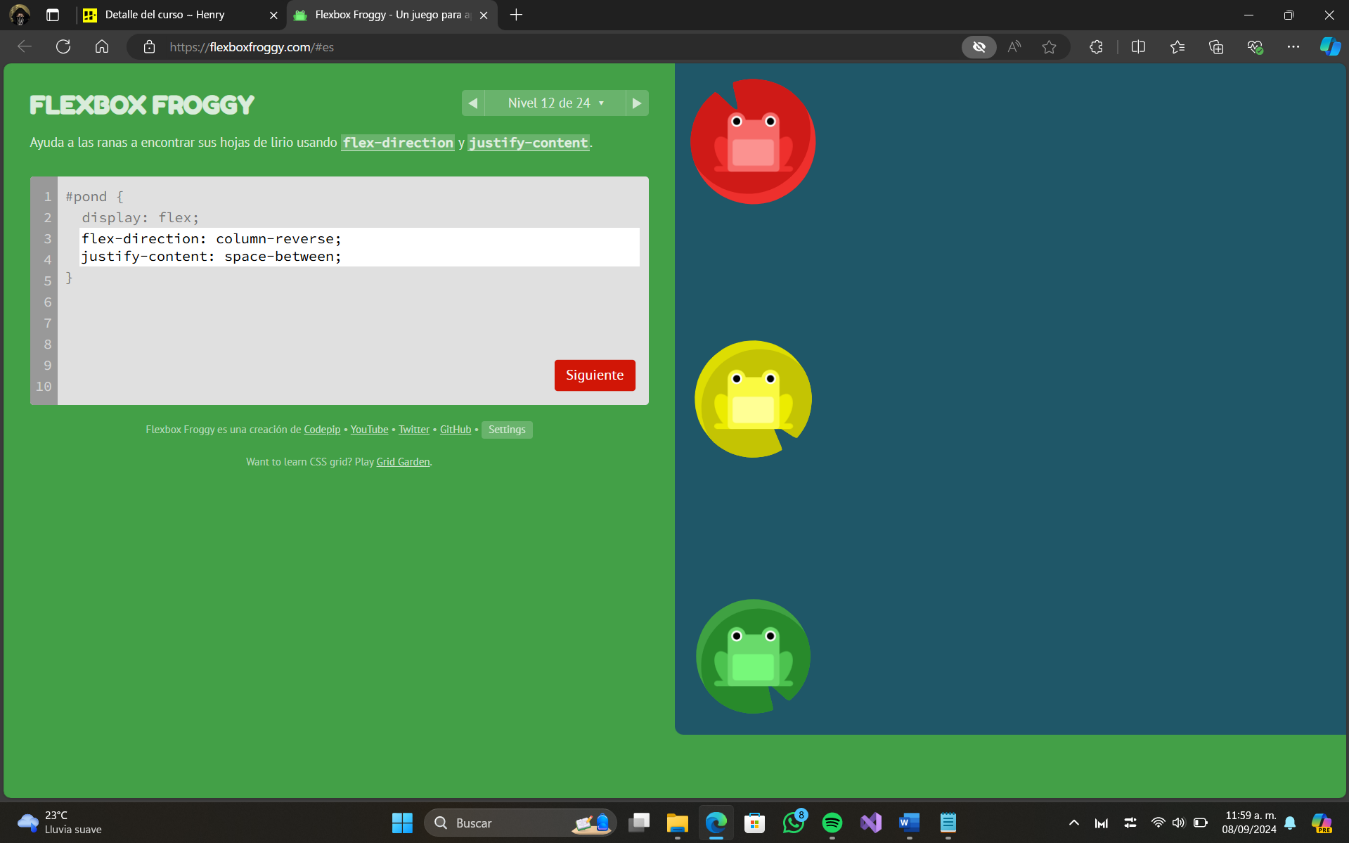 Detalle del curso – Henry
Flexbox Froggy - Un juego para a
https://flexboxfroggy.com/#es
FLEXBOX FROGGY
Nivel 12 de 24 ▾
Ayuda a las ranas a encontrar sus hojas de lirio usando flex-direction y justify-content.
1 #pond {
2 display: flex;
3 flex-direction: column-reverse;
4 justify-content: space-between;
5 }
6
7
8
9
10
Siguiente
Flexbox Froggy es una creación de Codepip • YouTube • Twitter • GitHub • Settings
Want to learn CSS grid? Play Grid Garden.
23°C
Lluvia suave
Buscar
8
11:59 a. m.
08/09/2024
PRE